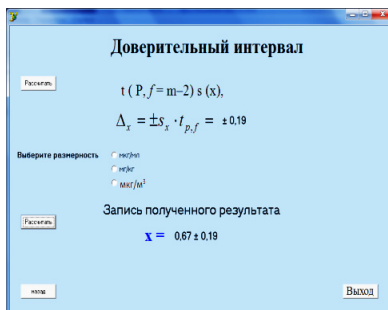 Доверительный интервал
Рассчитать
t ( P, f = m–2) s (x),
Δx = ±sx · tp,f = ± 0,19
Выберите размерность
мкг/мл
мг/кг
мкг/м³
Запись полученного результата
Рассчитать
x = 0,67 ± 0,19
назад
Выход